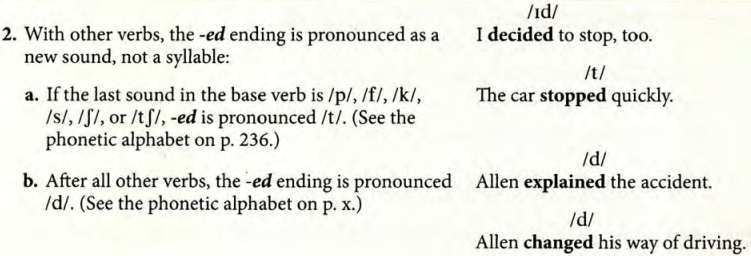 /ɪd/
2. With other verbs, the -ed ending is pronounced as a
new sound, not a syllable:
I decided to stop, too.
/t/
a. If the last sound in the base verb is /p/, /f/, /k/,
/s/, /ʃ/, or /tʃ/, -ed is pronounced /t/. (See the
phonetic alphabet on p. 236.)
The car stopped quickly.
/d/
b. After all other verbs, the -ed ending is pronounced
/d/. (See the phonetic alphabet on p. x.)
Allen explained the accident.
/d/
Allen changed his way of driving.